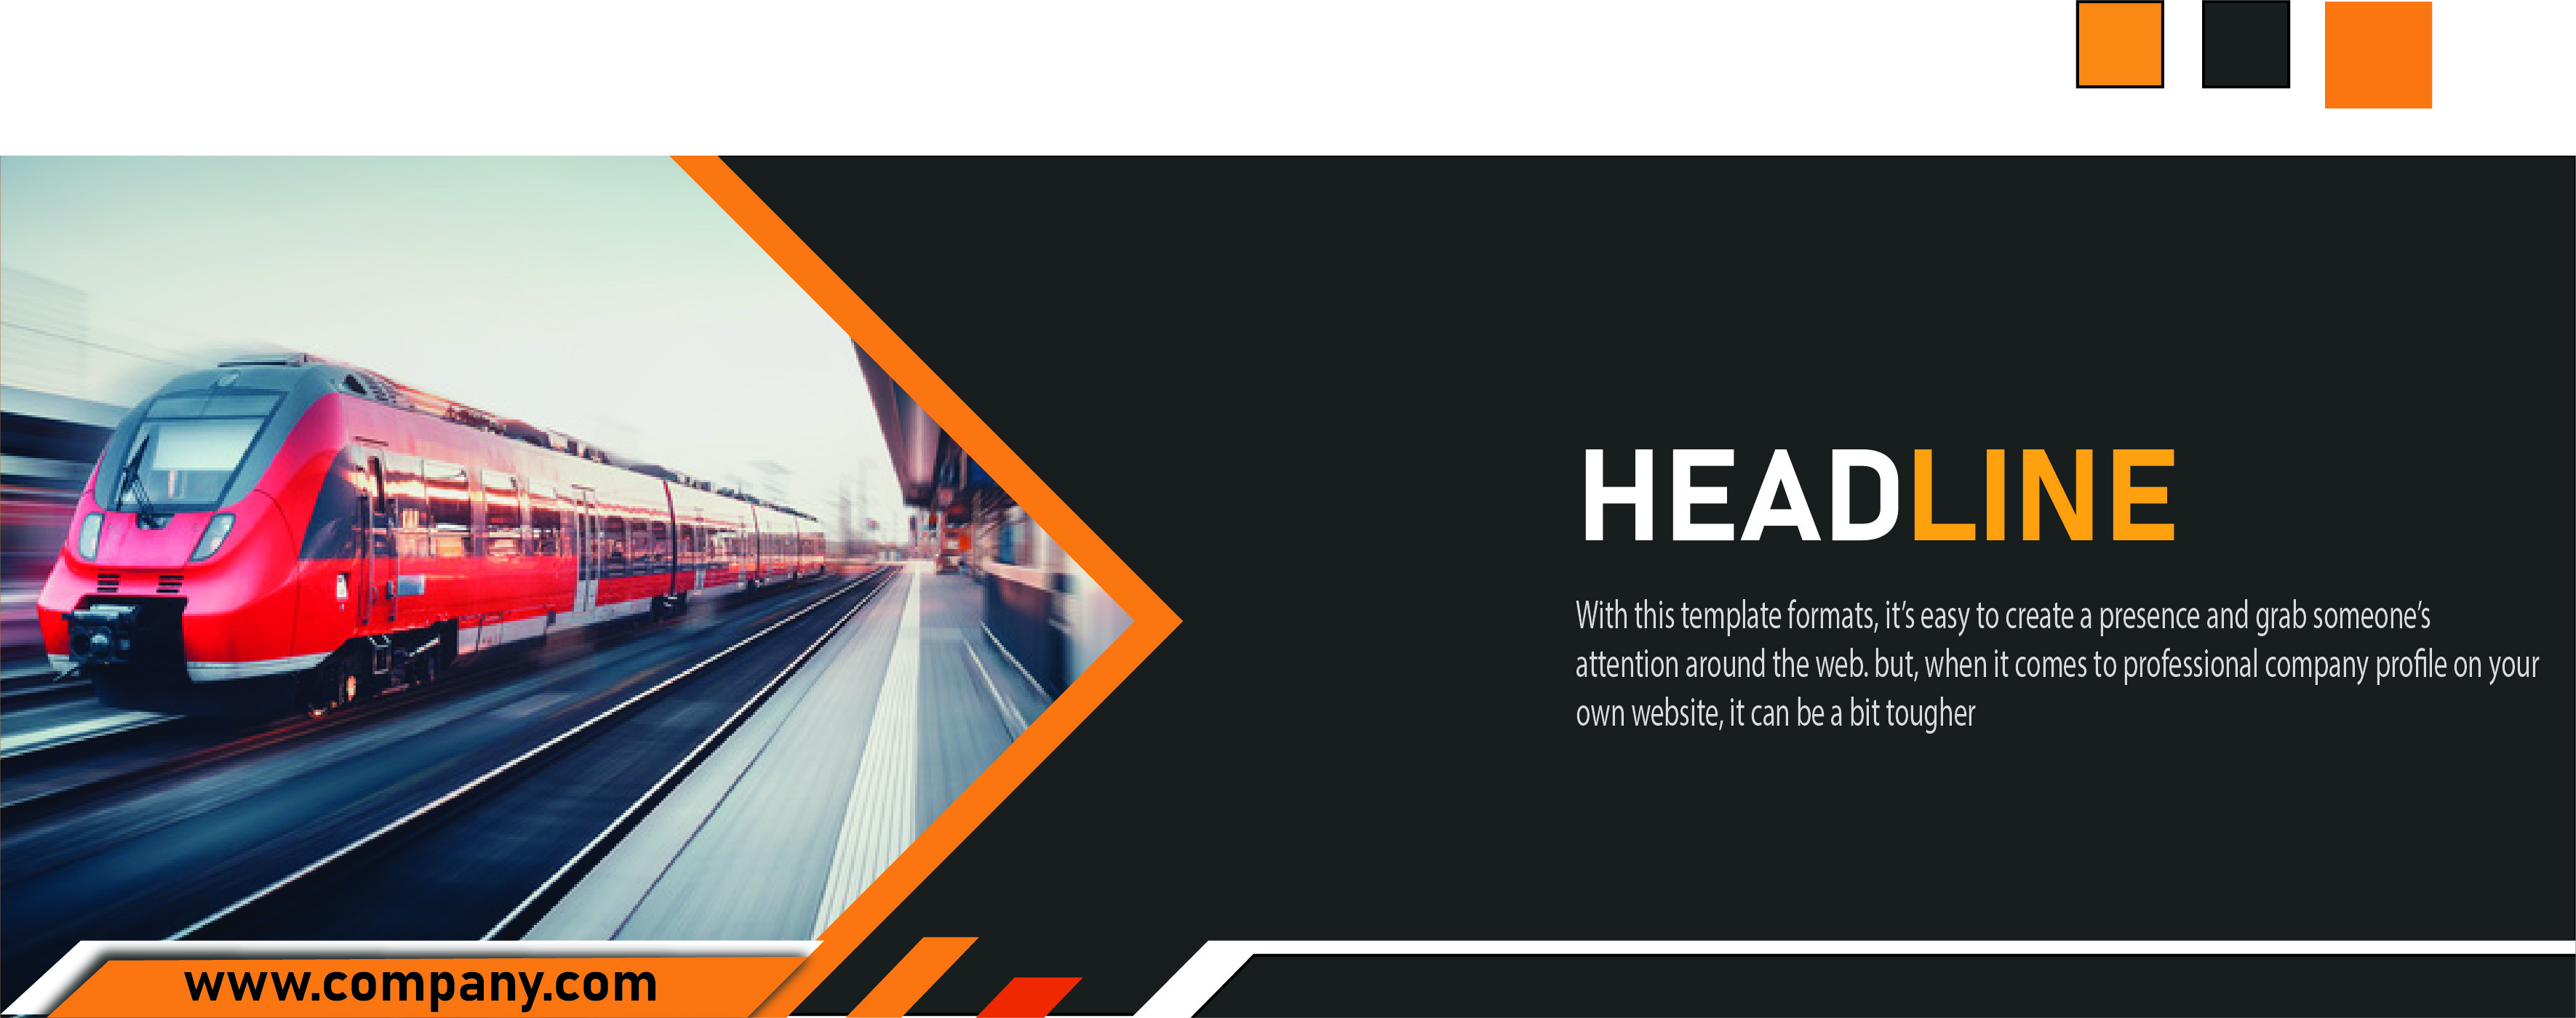 HEADLINE
With this template formats, it’s easy to create a presence and grab someone’s
attention around the web. but, when it comes to professional company profile on your
own website, it can be a bit tougher
www.company.com